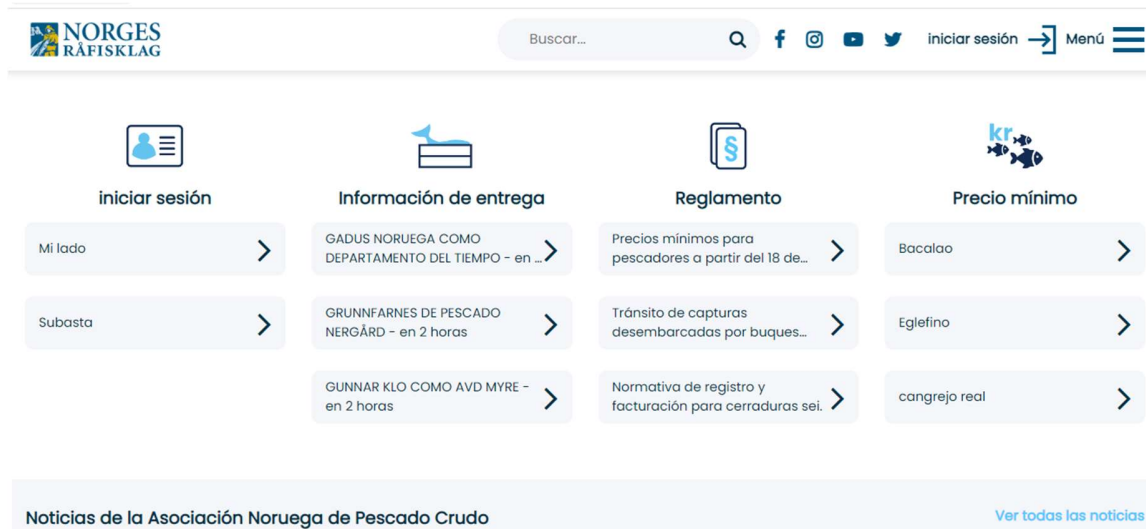 NORGES
RÅFISKLAG
Buscar...
iniciar sesión
Menú
iniciar sesión
Mi lado
Subasta
Información de entrega
GADUS NORUEGA COMO
DEPARTAMENTO DEL TIEMPO - en ...
GRUNNFARNES DE PESCADO
NERGÅRD - en 2 horas
GUNNAR KLO COMO AVD MYRE -
en 2 horas
§
Reglamento
Precios mínimos para
pescadores a partir del 18 de...
Tránsito de capturas
desembarcadas por buques...
Normativa de registro y
facturación para cerraduras sei.
kr
Precio mínimo
Bacalao
Eglefino
cangrejo real
Noticias de la Asociación Noruega de Pescado Crudo
Ver todas las noticias